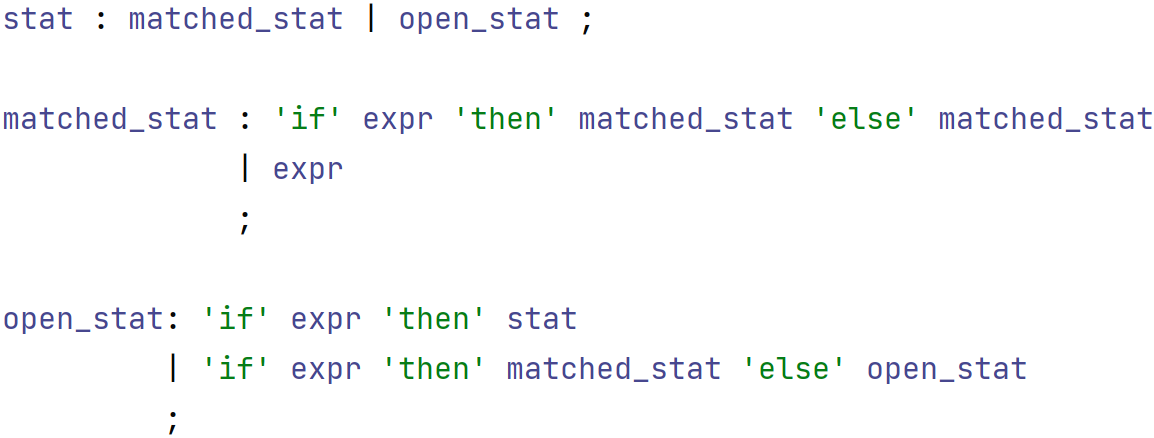 stat : matched_stat | open_stat ;
matched_stat : 'if' expr 'then' matched_stat 'else' matched_stat
| expr
;
open_stat: 'if' expr 'then' stat
| 'if' expr 'then' matched_stat 'else' open_stat
;